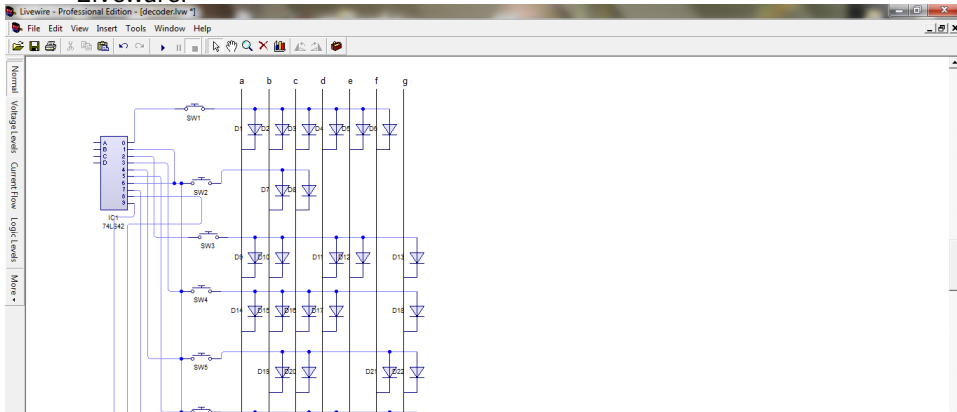 Livewire - Professional Edition - [decoder.lvw *]
File Edit View Insert Tools Window Help
Normal
Voltage Levels
Current Flow
Logic Levels
More
a b c d e f g
SW1
D1 D2 D3 D4 D5 D6
A 0
B 1
C 2
D 3
4
5
6
7
8
9
IC1
74LS42
SW2
D7 D8
SW3
D9 D10 D11 D12 D13
SW4
D14 D15 D16 D17 D18
SW5
D19 D20 D21 D22